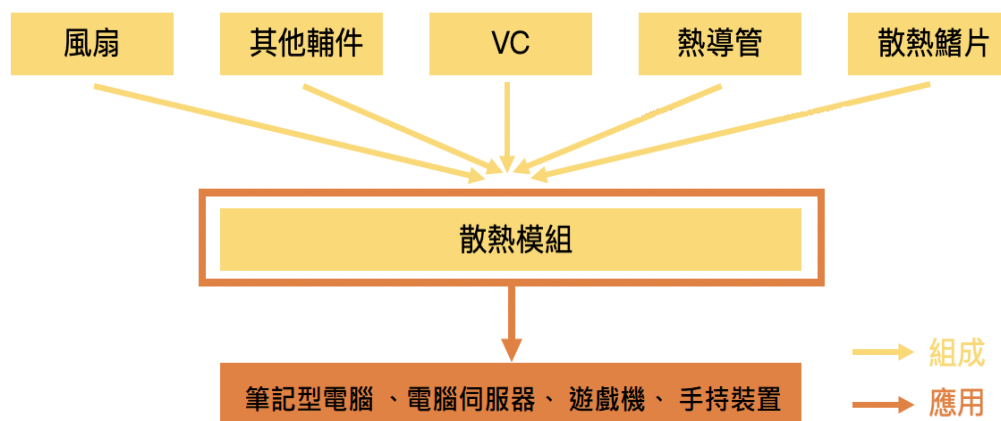 風扇
其他輔件
VC
熱導管
散熱鰭片
散熱模組
組成
筆記型電腦 、電腦伺服器、 遊戲機、 手持裝置
應用